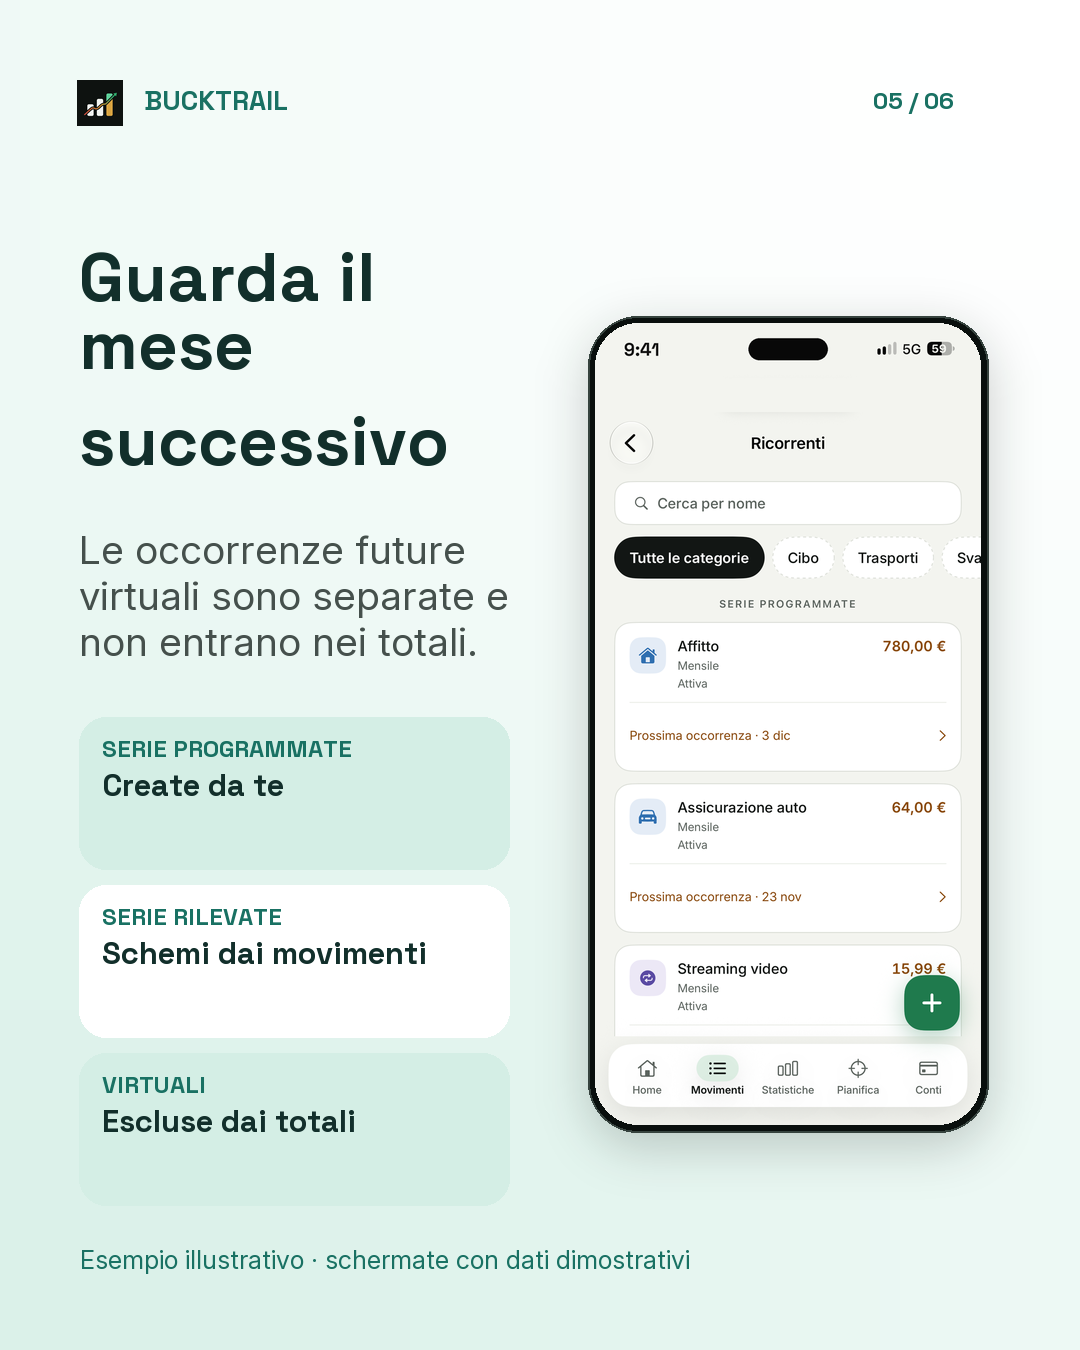 BUCKTRAIL
05 / 06
Guarda il
mese
successivo
Le occorrenze future
virtuali sono separate e
non entrano nei totali.
SERIE PROGRAMMATE
Create da te
SERIE RILEVATE
Schemi dai movimenti
VIRTUALI
Escluse dai totali
9:41
5G 59
Ricorrenti
Cerca per nome
Tutte le categorie Cibo Trasporti Sva
SERIE PROGRAMMATE
Affitto 780,00 €
Mensile
Attiva
Prossima occorrenza · 3 dic
Assicurazione auto 64,00 €
Mensile
Attiva
Prossima occorrenza · 23 nov
Streaming video 15,99 €
Mensile
Attiva
Home Movimenti Statistiche Pianifica Conti
Esempio illustrativo · schermate con dati dimostrativi